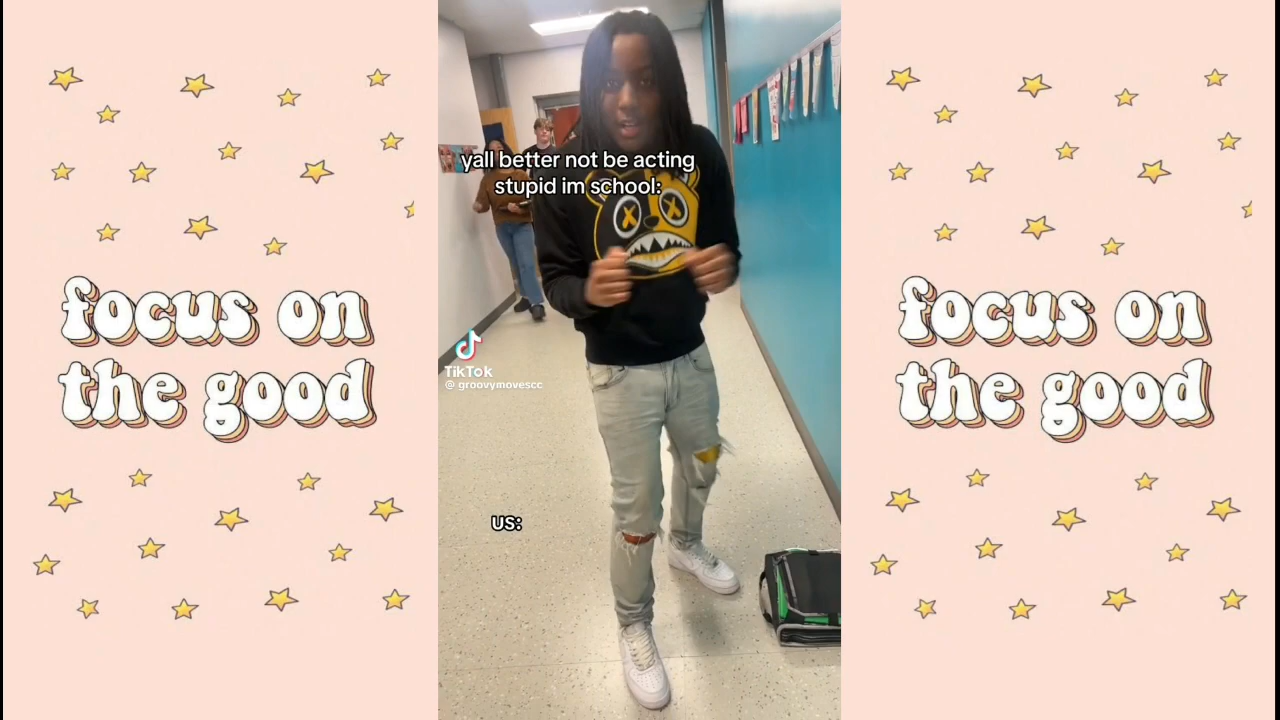 focus on
the good
yall better not be acting
stupid im school:
TikTok
@ groovymovescc
US:
focus on
the good